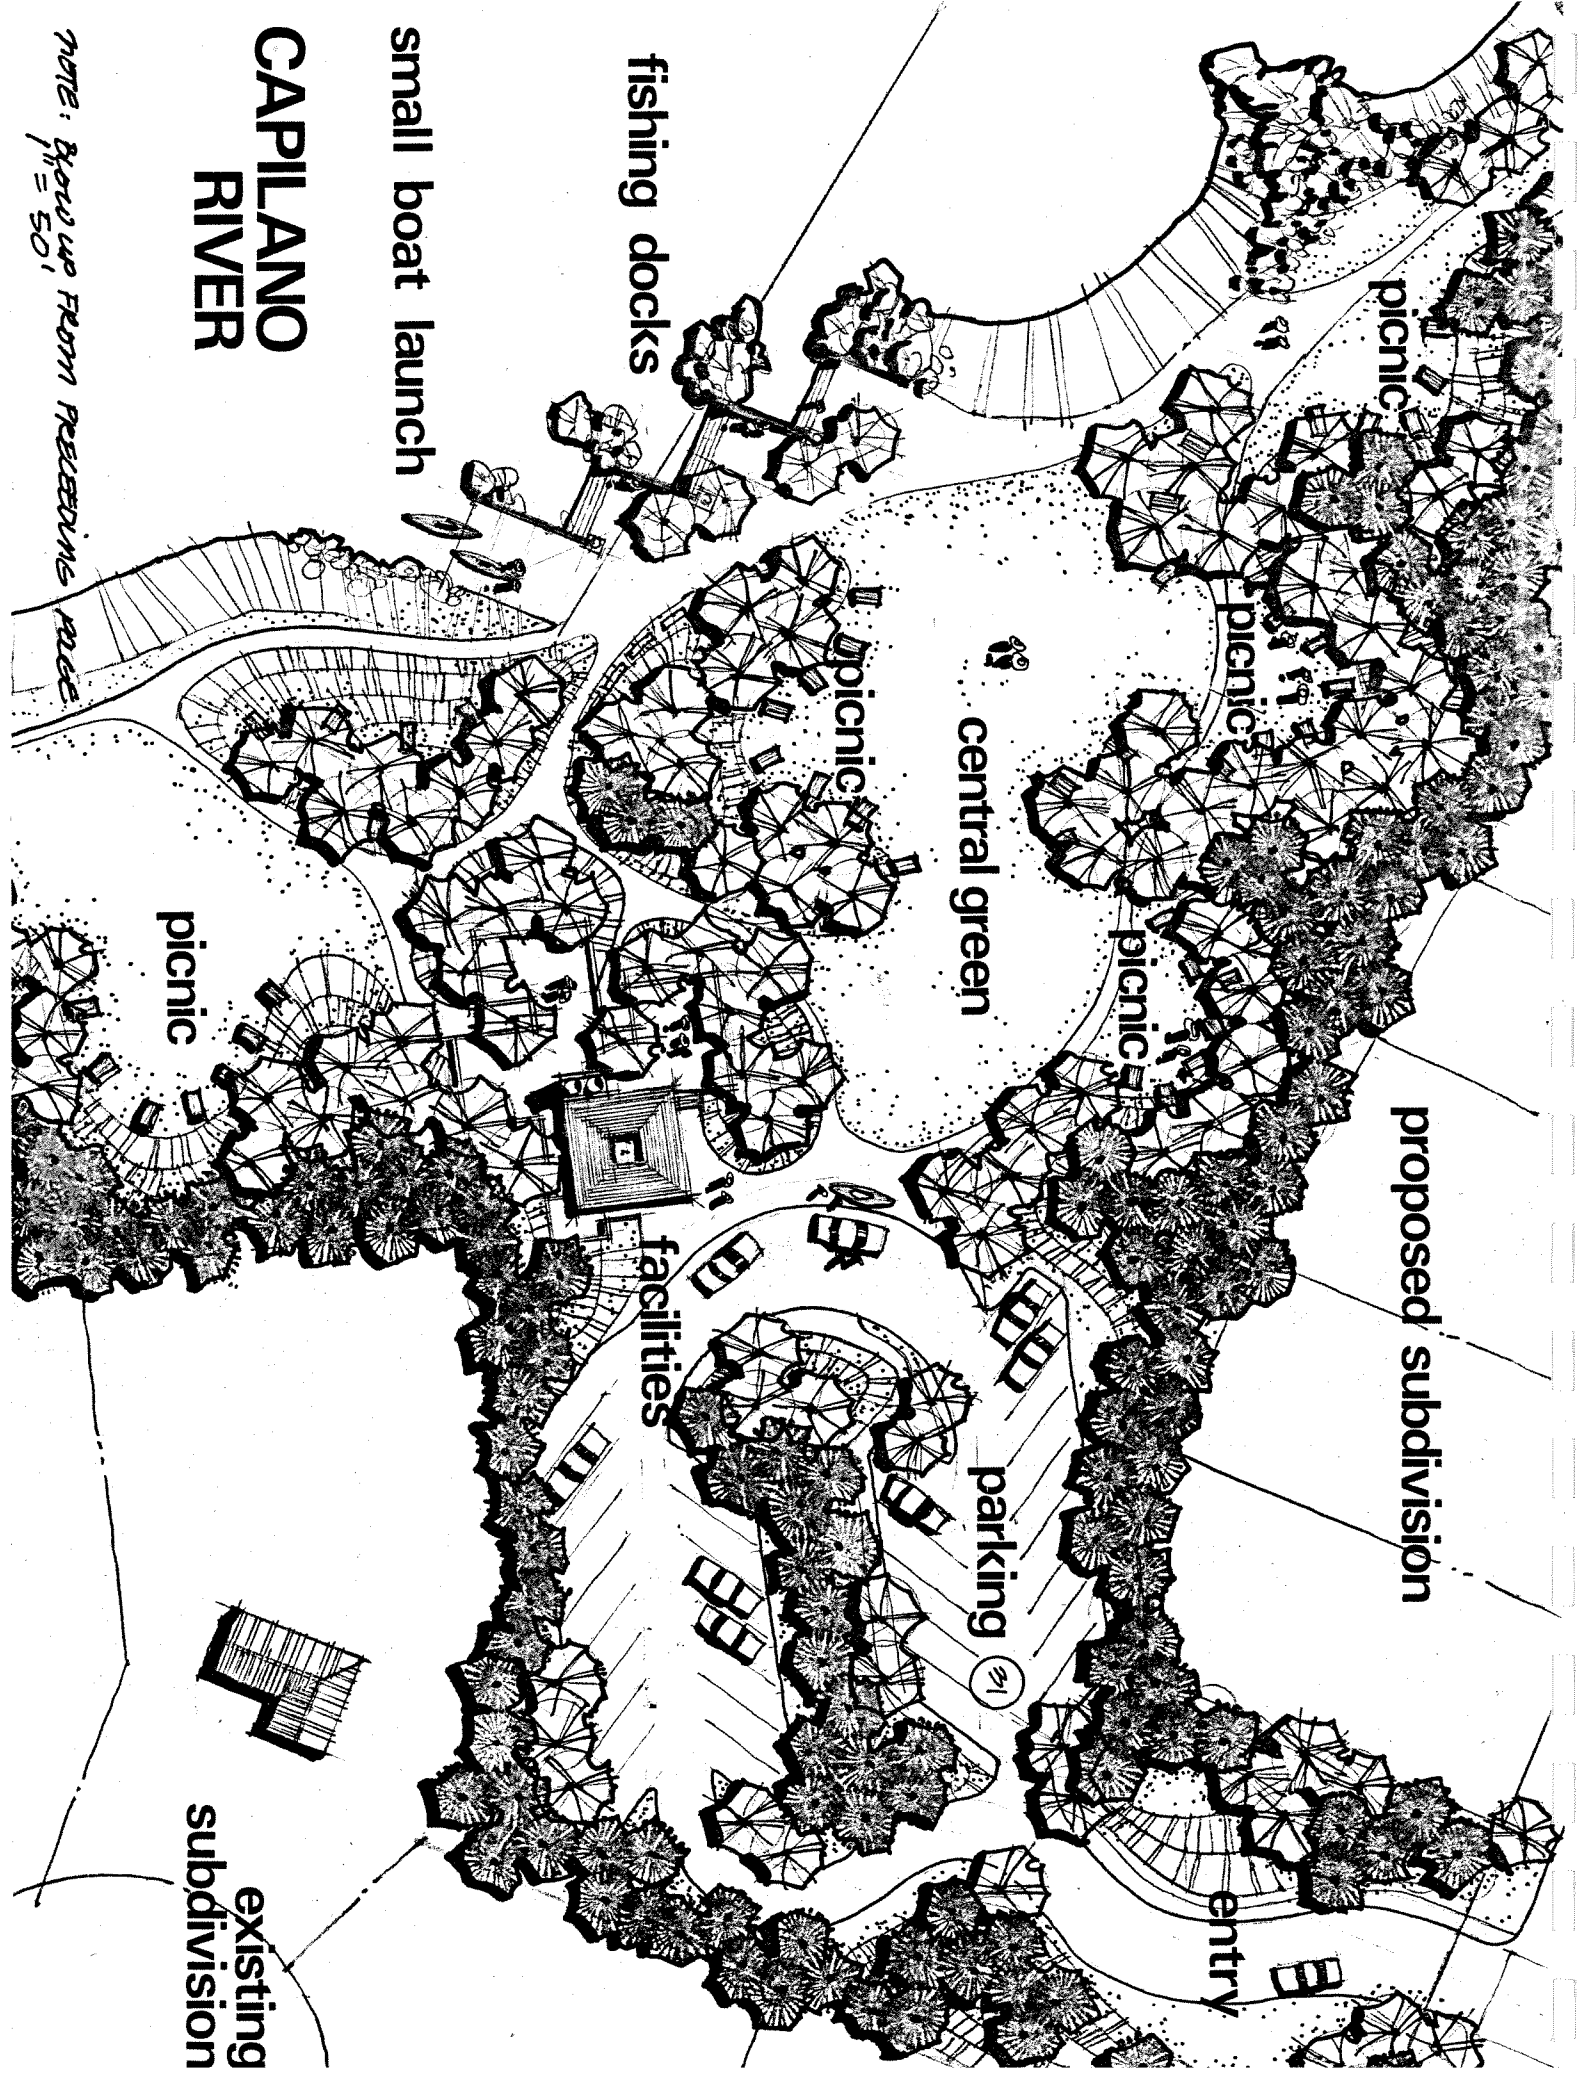 proposed subdivision
picnic
picnic
picnic
entry
parking
31
central green
picnic
facilities
fishing docks
small boat launch
CAPILANO
RIVER
picnic
existing
subdivision
NOTE: Blow up FROM PRECEEDING PAGE
1" = 50'